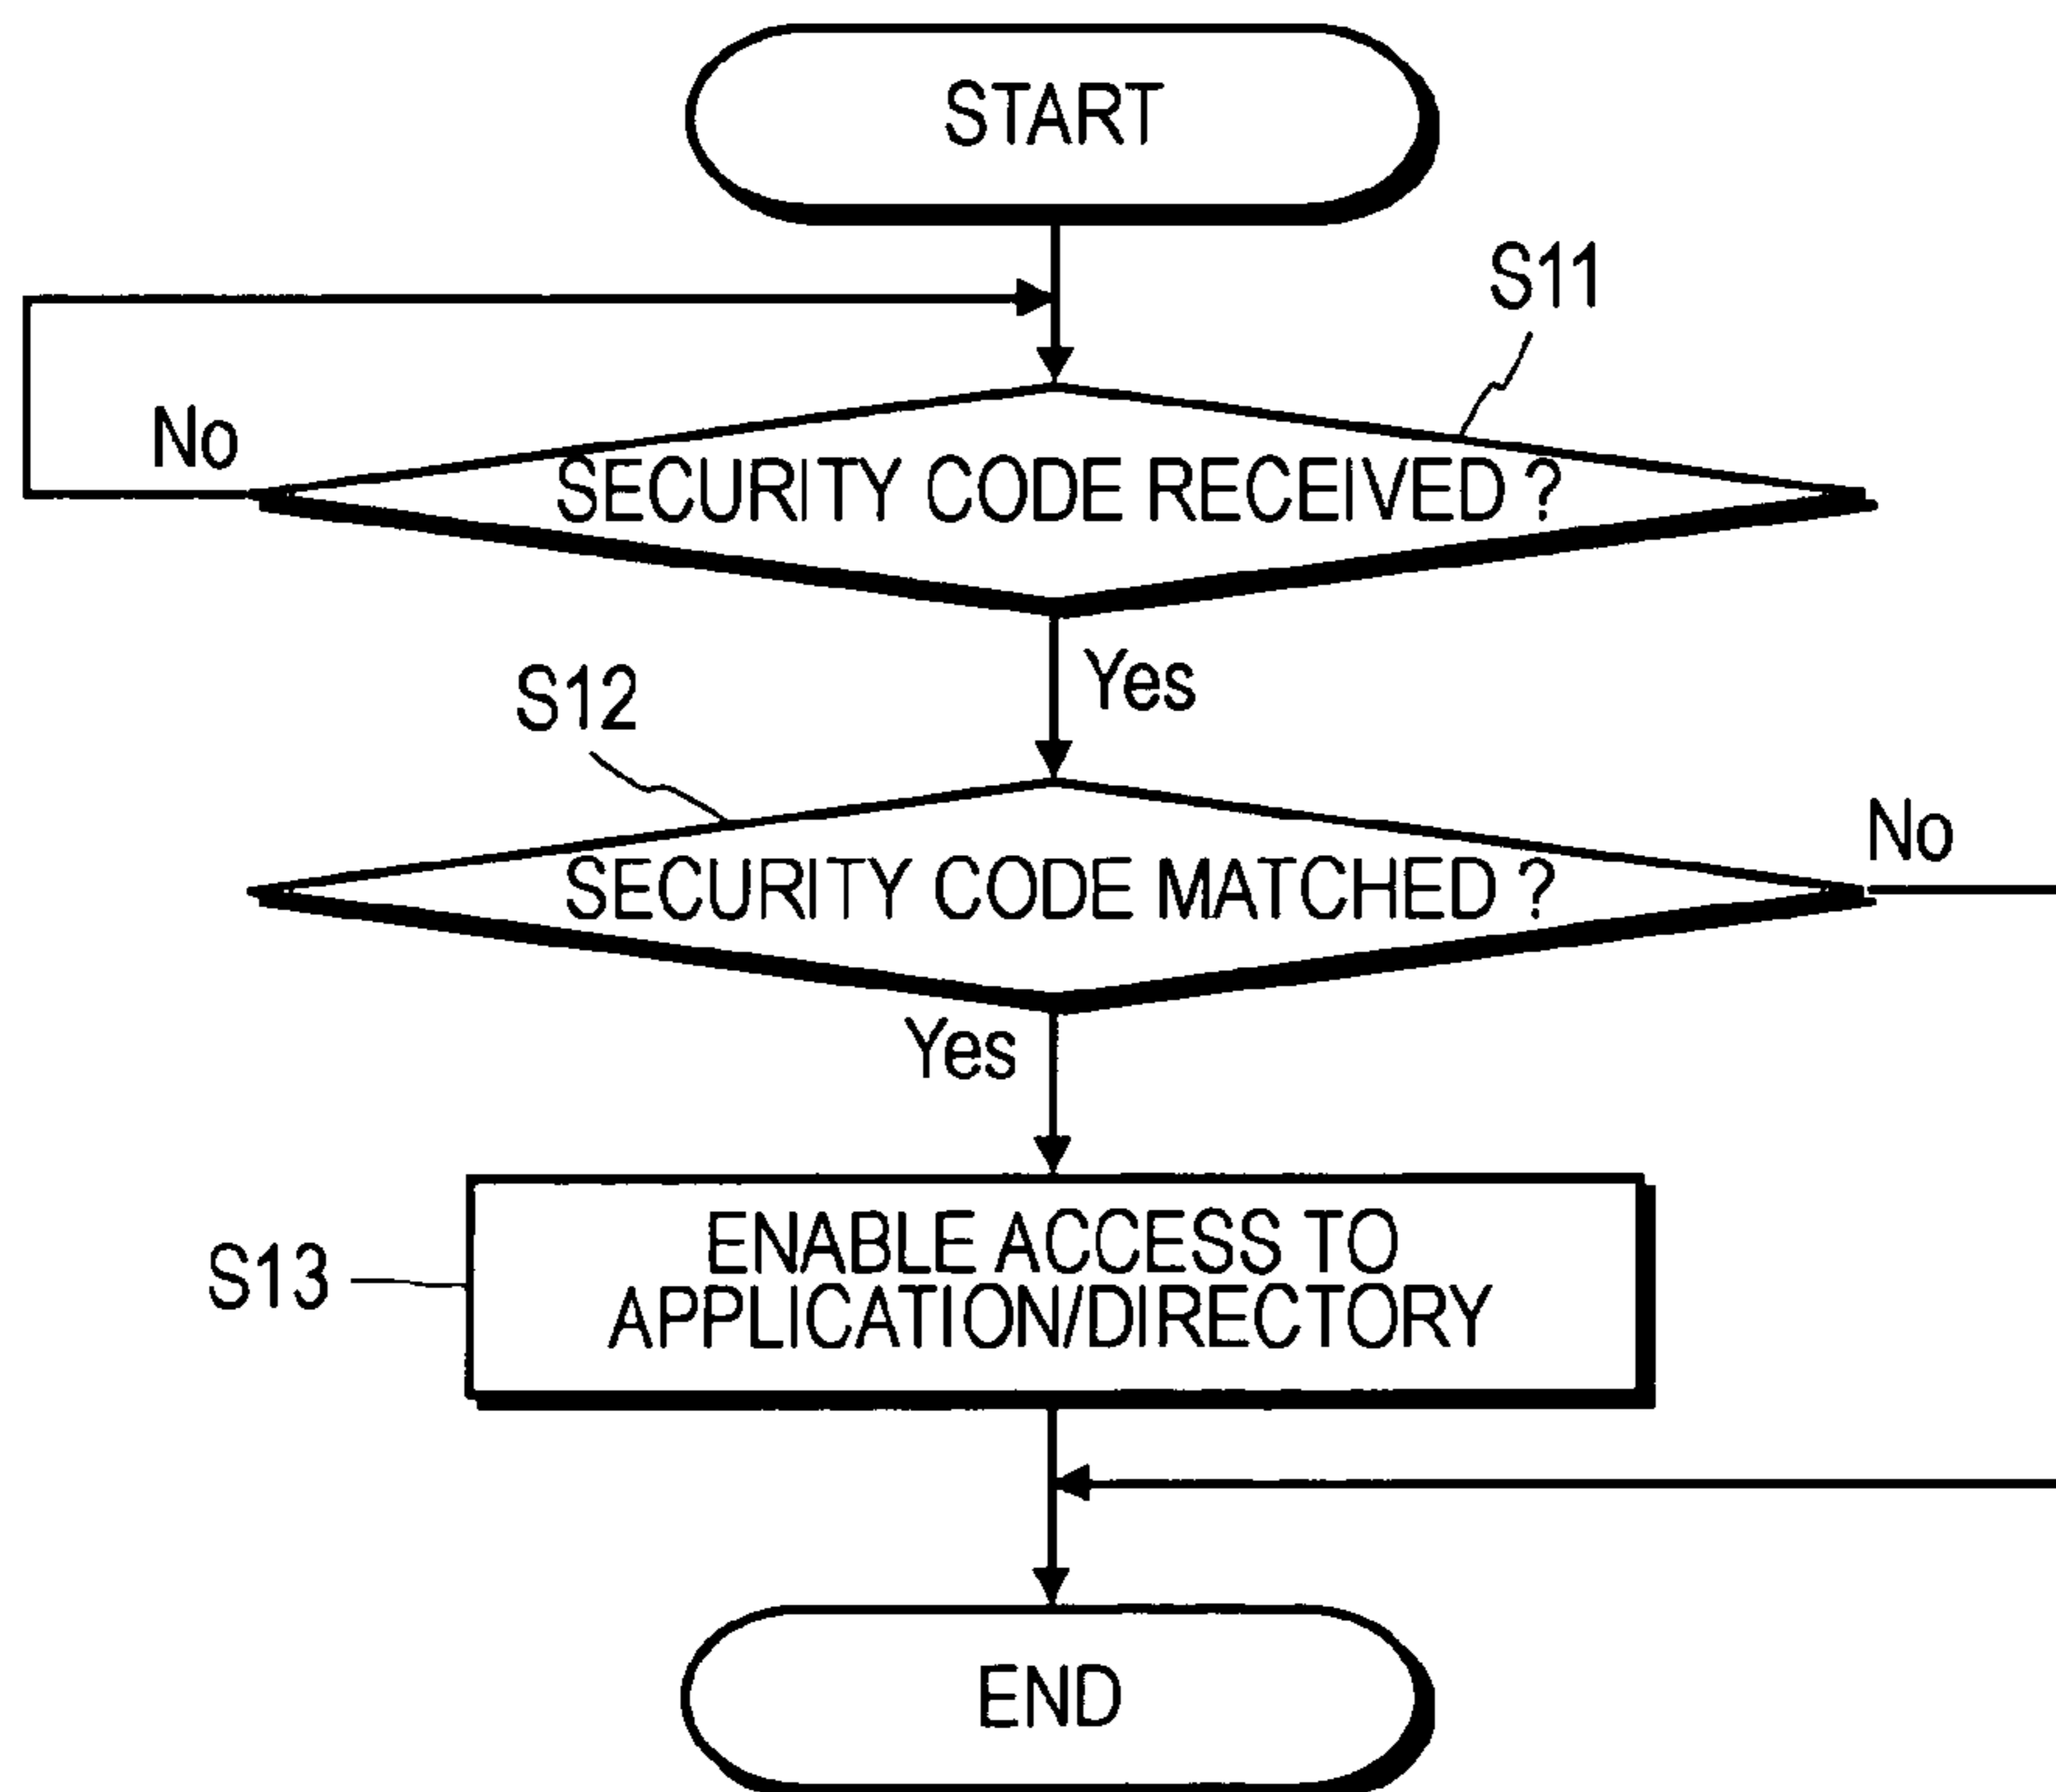 START
S11
No
SECURITY CODE RECEIVED ?
Yes
S12
No
SECURITY CODE MATCHED ?
Yes
S13
ENABLE ACCESS TO
APPLICATION/DIRECTORY
END